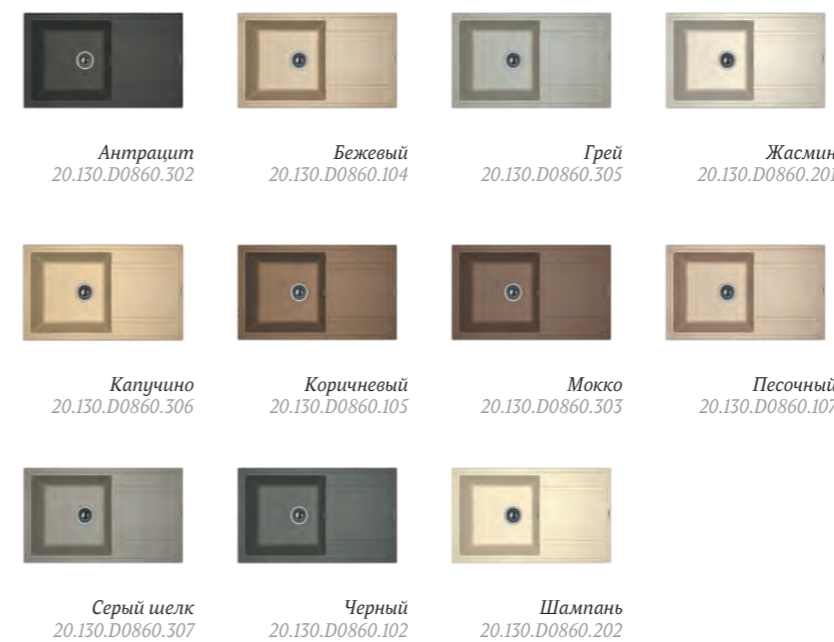 Антрацит
20.130.D0860.302
Бежевый
20.130.D0860.104
Грей
20.130.D0860.305
Жасмин
20.130.D0860.201
Капучино
20.130.D0860.306
Коричневый
20.130.D0860.105
Мокко
20.130.D0860.303
Песочный
20.130.D0860.107
Серый шелк
20.130.D0860.307
Черный
20.130.D0860.102
Шампань
20.130.D0860.202